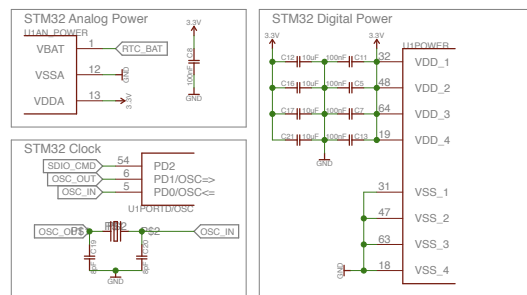 STM32 Analog Power
U1AN_POWER
VBAT
1
RTC_BAT
VSSA
12
GND
VDDA
13
3.3V
3.3V
C8
100nF
GND
STM32 Clock
SDIO_CMD
54
PD2
OSC_OUT
6
PD1/OSC=>
OSC_IN
5
PD0/OSC<=
U1PORTD/OSC
OSC_OUT
P$2
OSC_IN
C19
8pF
C20
8pF
GND
STM32 Digital Power
3.3V
3.3V
U1POWER
C12
10uF
100nF
C11
32
VDD_1
C16
10uF
100nF
C5
48
VDD_2
C17
10uF
100nF
C7
64
VDD_3
C21
10uF
100nF
C13
19
VDD_4
GND
31
VSS_1
47
VSS_2
63
VSS_3
GND
18
VSS_4